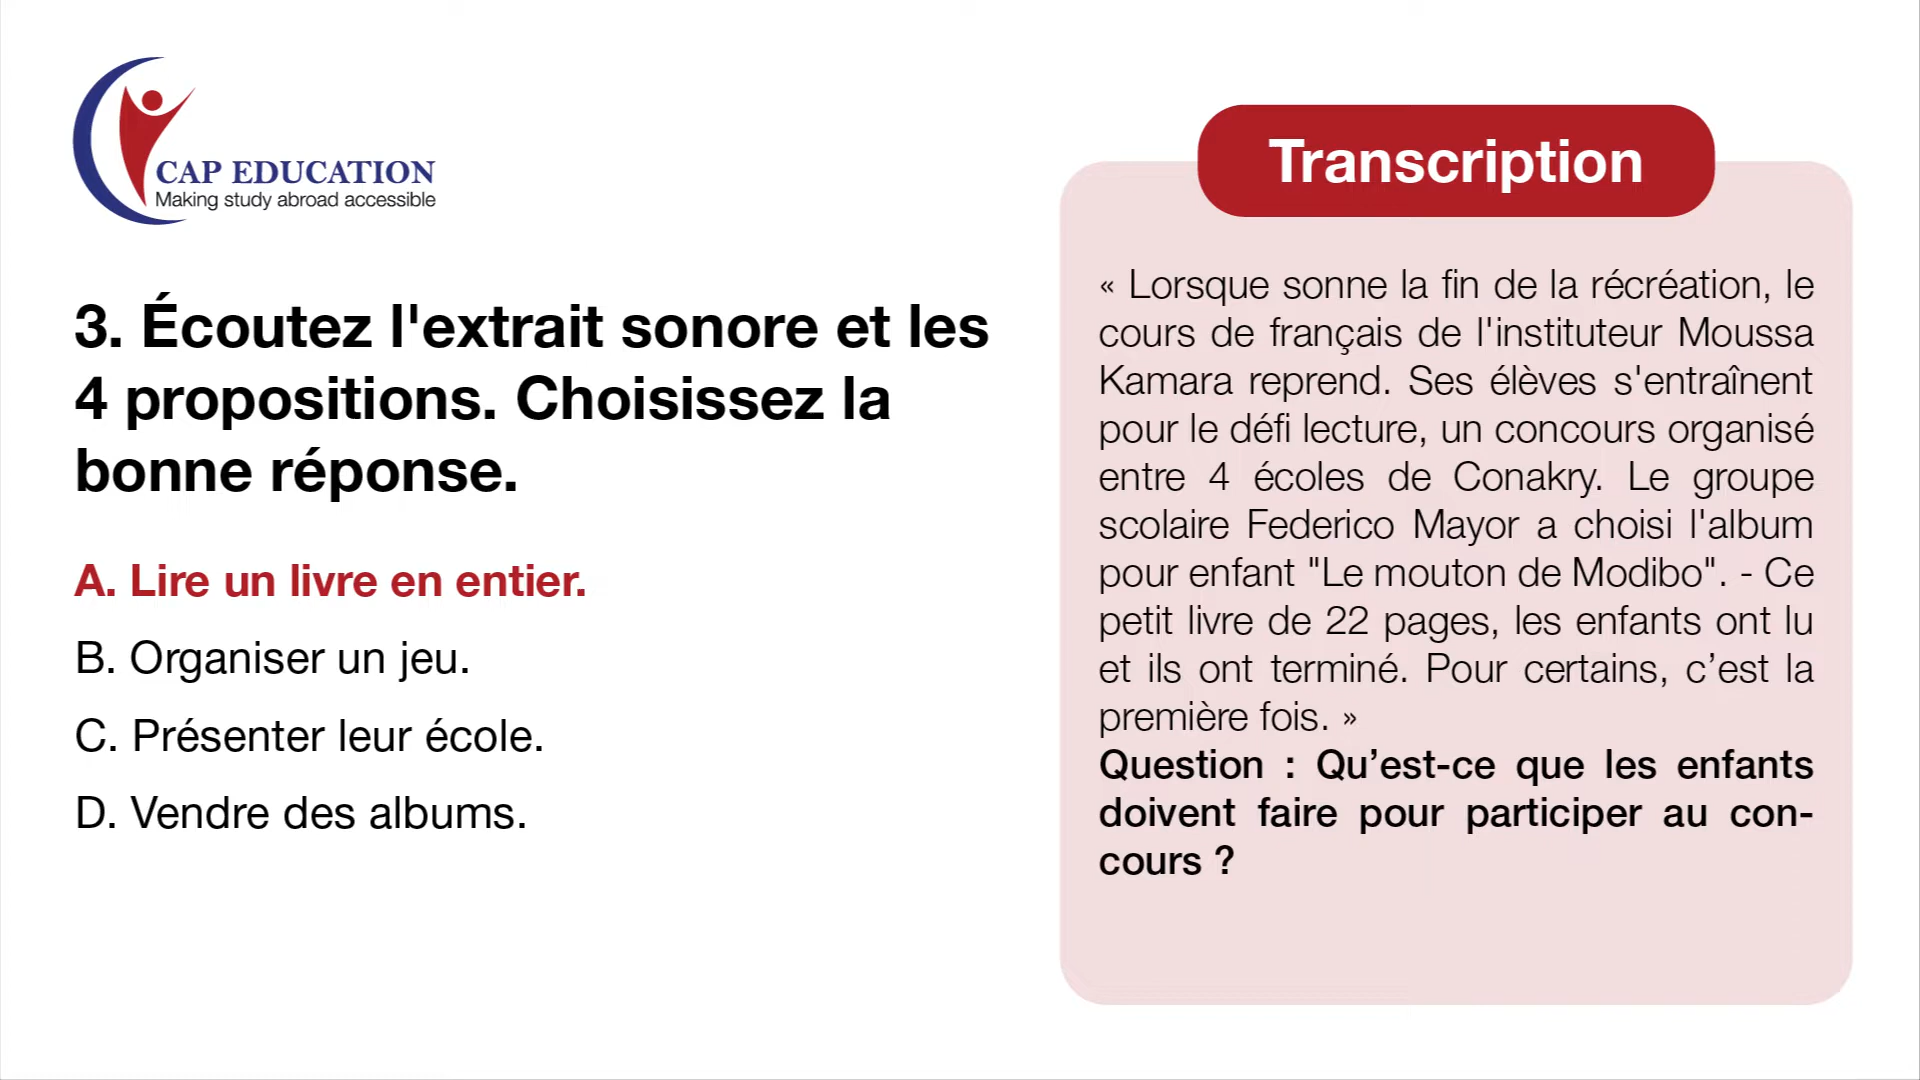 CAP EDUCATION
Making study abroad accessible
3. Écoutez l'extrait sonore et les
4 propositions. Choisissez la
bonne réponse.
A. Lire un livre en entier.
B. Organiser un jeu.
C. Présenter leur école.
D. Vendre des albums.
Transcription
« Lorsque sonne la fin de la récréation, le
cours de français de l'instituteur Moussa
Kamara reprend. Ses élèves s'entraînent
pour le défi lecture, un concours organisé
entre 4 écoles de Conakry. Le groupe
scolaire Federico Mayor a choisi l'album
pour enfant "Le mouton de Modibo". - Ce
petit livre de 22 pages, les enfants ont lu
et ils ont terminé. Pour certains, c’est la
première fois. »
Question : Qu’est-ce que les enfants
doivent faire pour participer au con-
cours ?